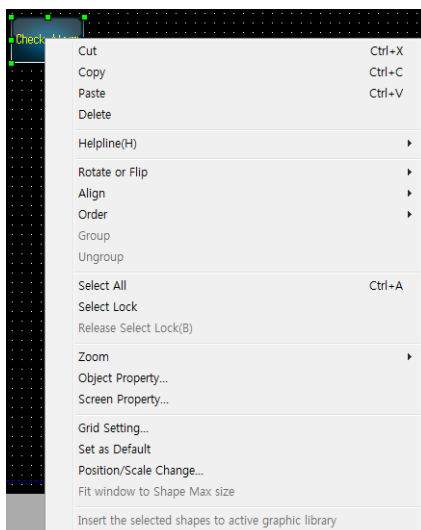 Check
Cut Ctrl+X
Copy Ctrl+C
Paste Ctrl+V
Delete
Helpline(H)
Rotate or Flip
Align
Order
Group
Ungroup
Select All Ctrl+A
Select Lock
Release Select Lock(B)
Zoom
Object Property...
Screen Property...
Grid Setting...
Set as Default
Position/Scale Change...
Fit window to Shape Max size
Insert the selected shapes to active graphic library